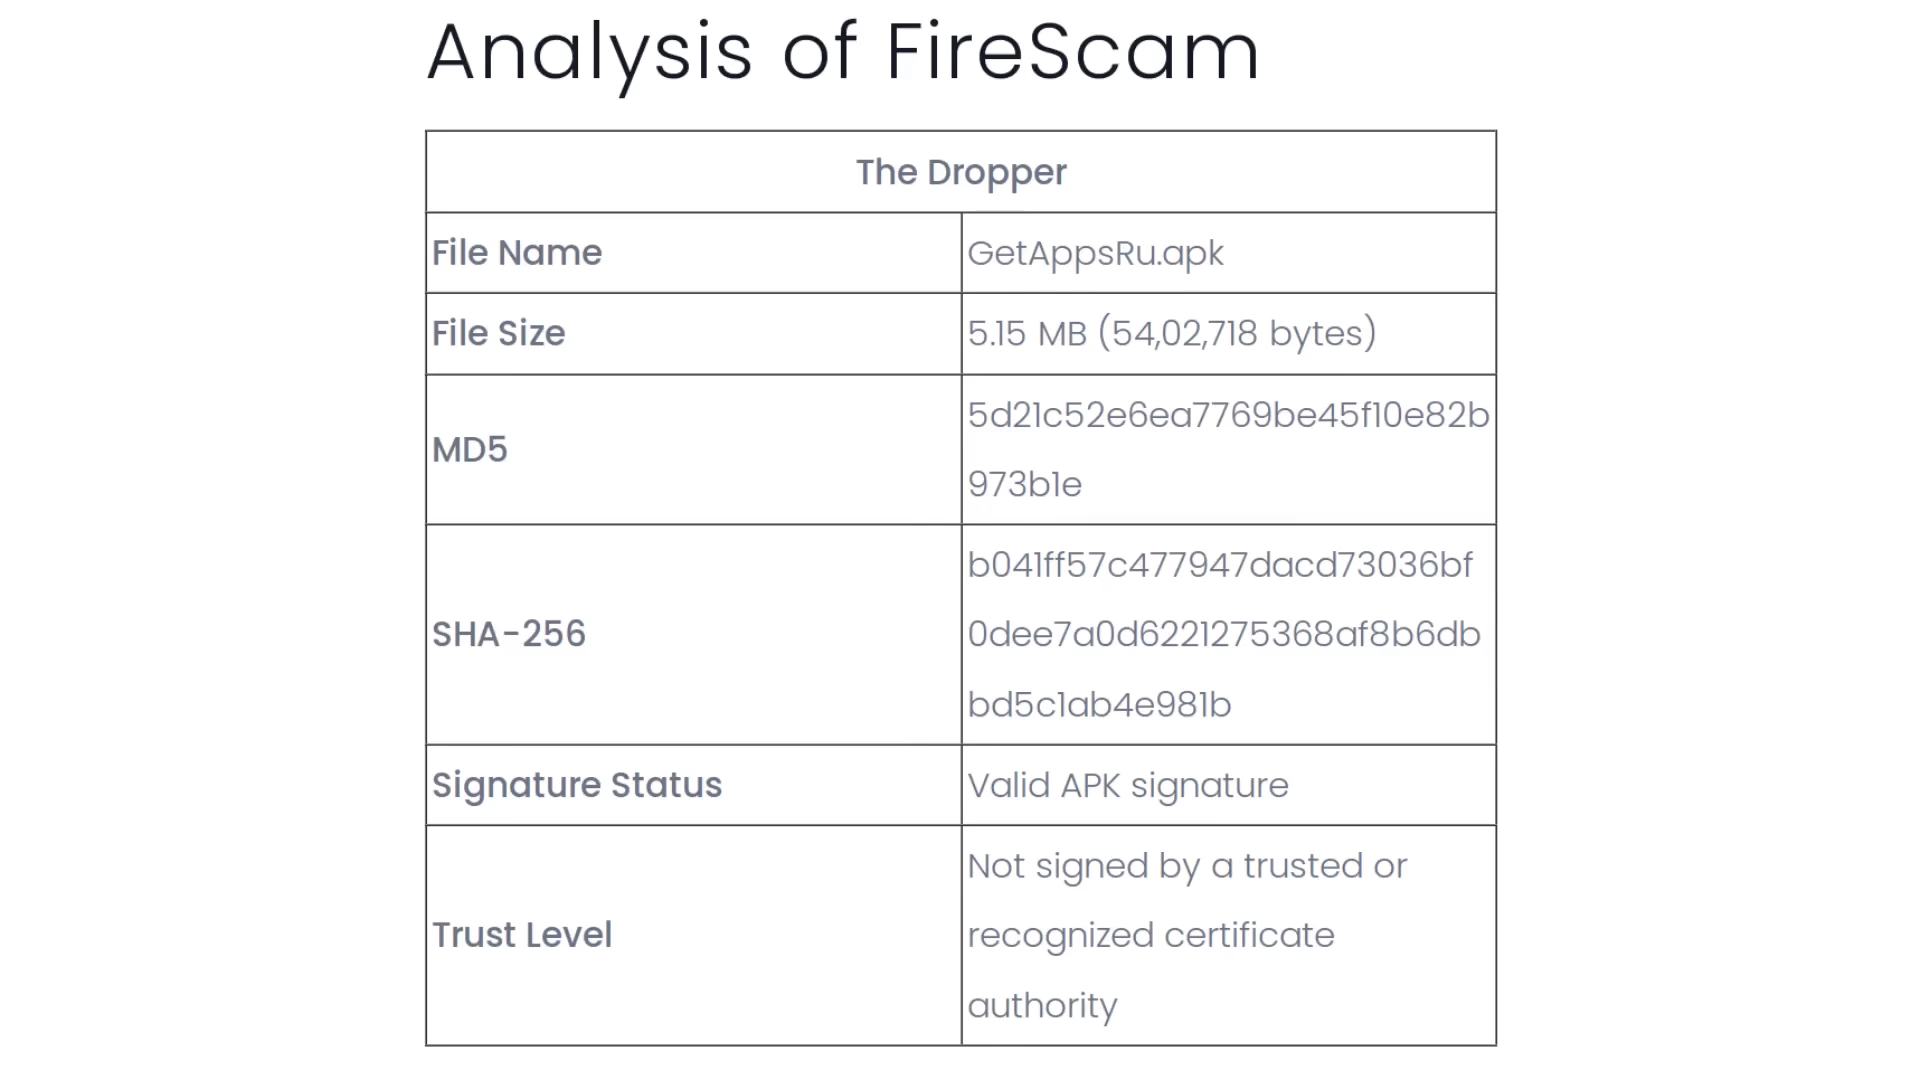 Analysis of FireScam
The Dropper
File Name
GetAppsRu.apk
File Size
5.15 MB (54,02,718 bytes)
MD5
5d21c52e6ea7769be45f10e82b
973b1e
SHA-256
b041ff57c477947dacd73036bf
0dee7a0d6221275368af8b6db
bd5c1ab4e981b
Signature Status
Valid APK signature
Trust Level
Not signed by a trusted or
recognized certificate
authority